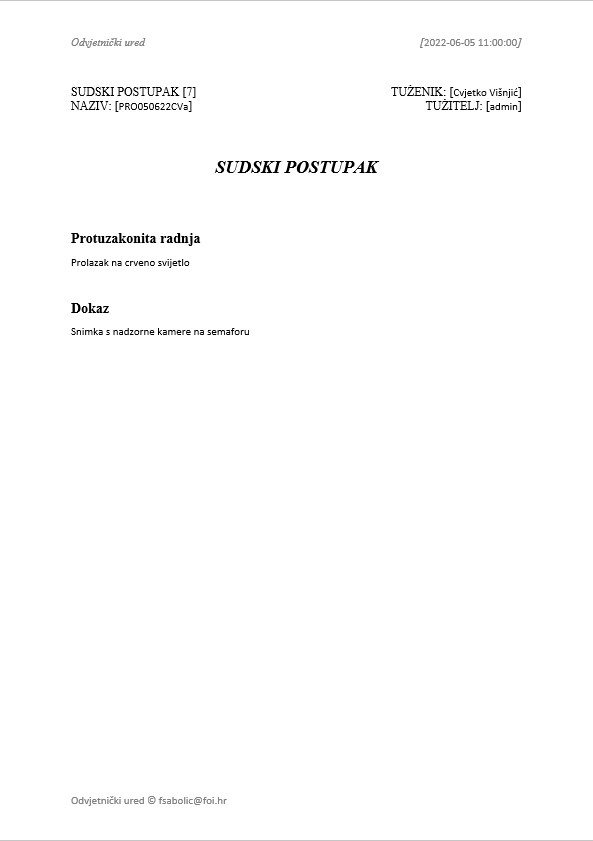 Odvjetnički ured [2022-06-05 11:00:00]
SUDSKI POSTUPAK [7] TUŽENIK: [Cvjetko Višnjić]
NAZIV: [PRO050622CVa] TUŽITELJ: [admin]
SUDSKI POSTUPAK
Protuzakonita radnja
Prolazak na crveno svijetlo
Dokaz
Snimka s nadzorne kamere na semaforu
Odvjetnički ured © fsabolic@foi.hr